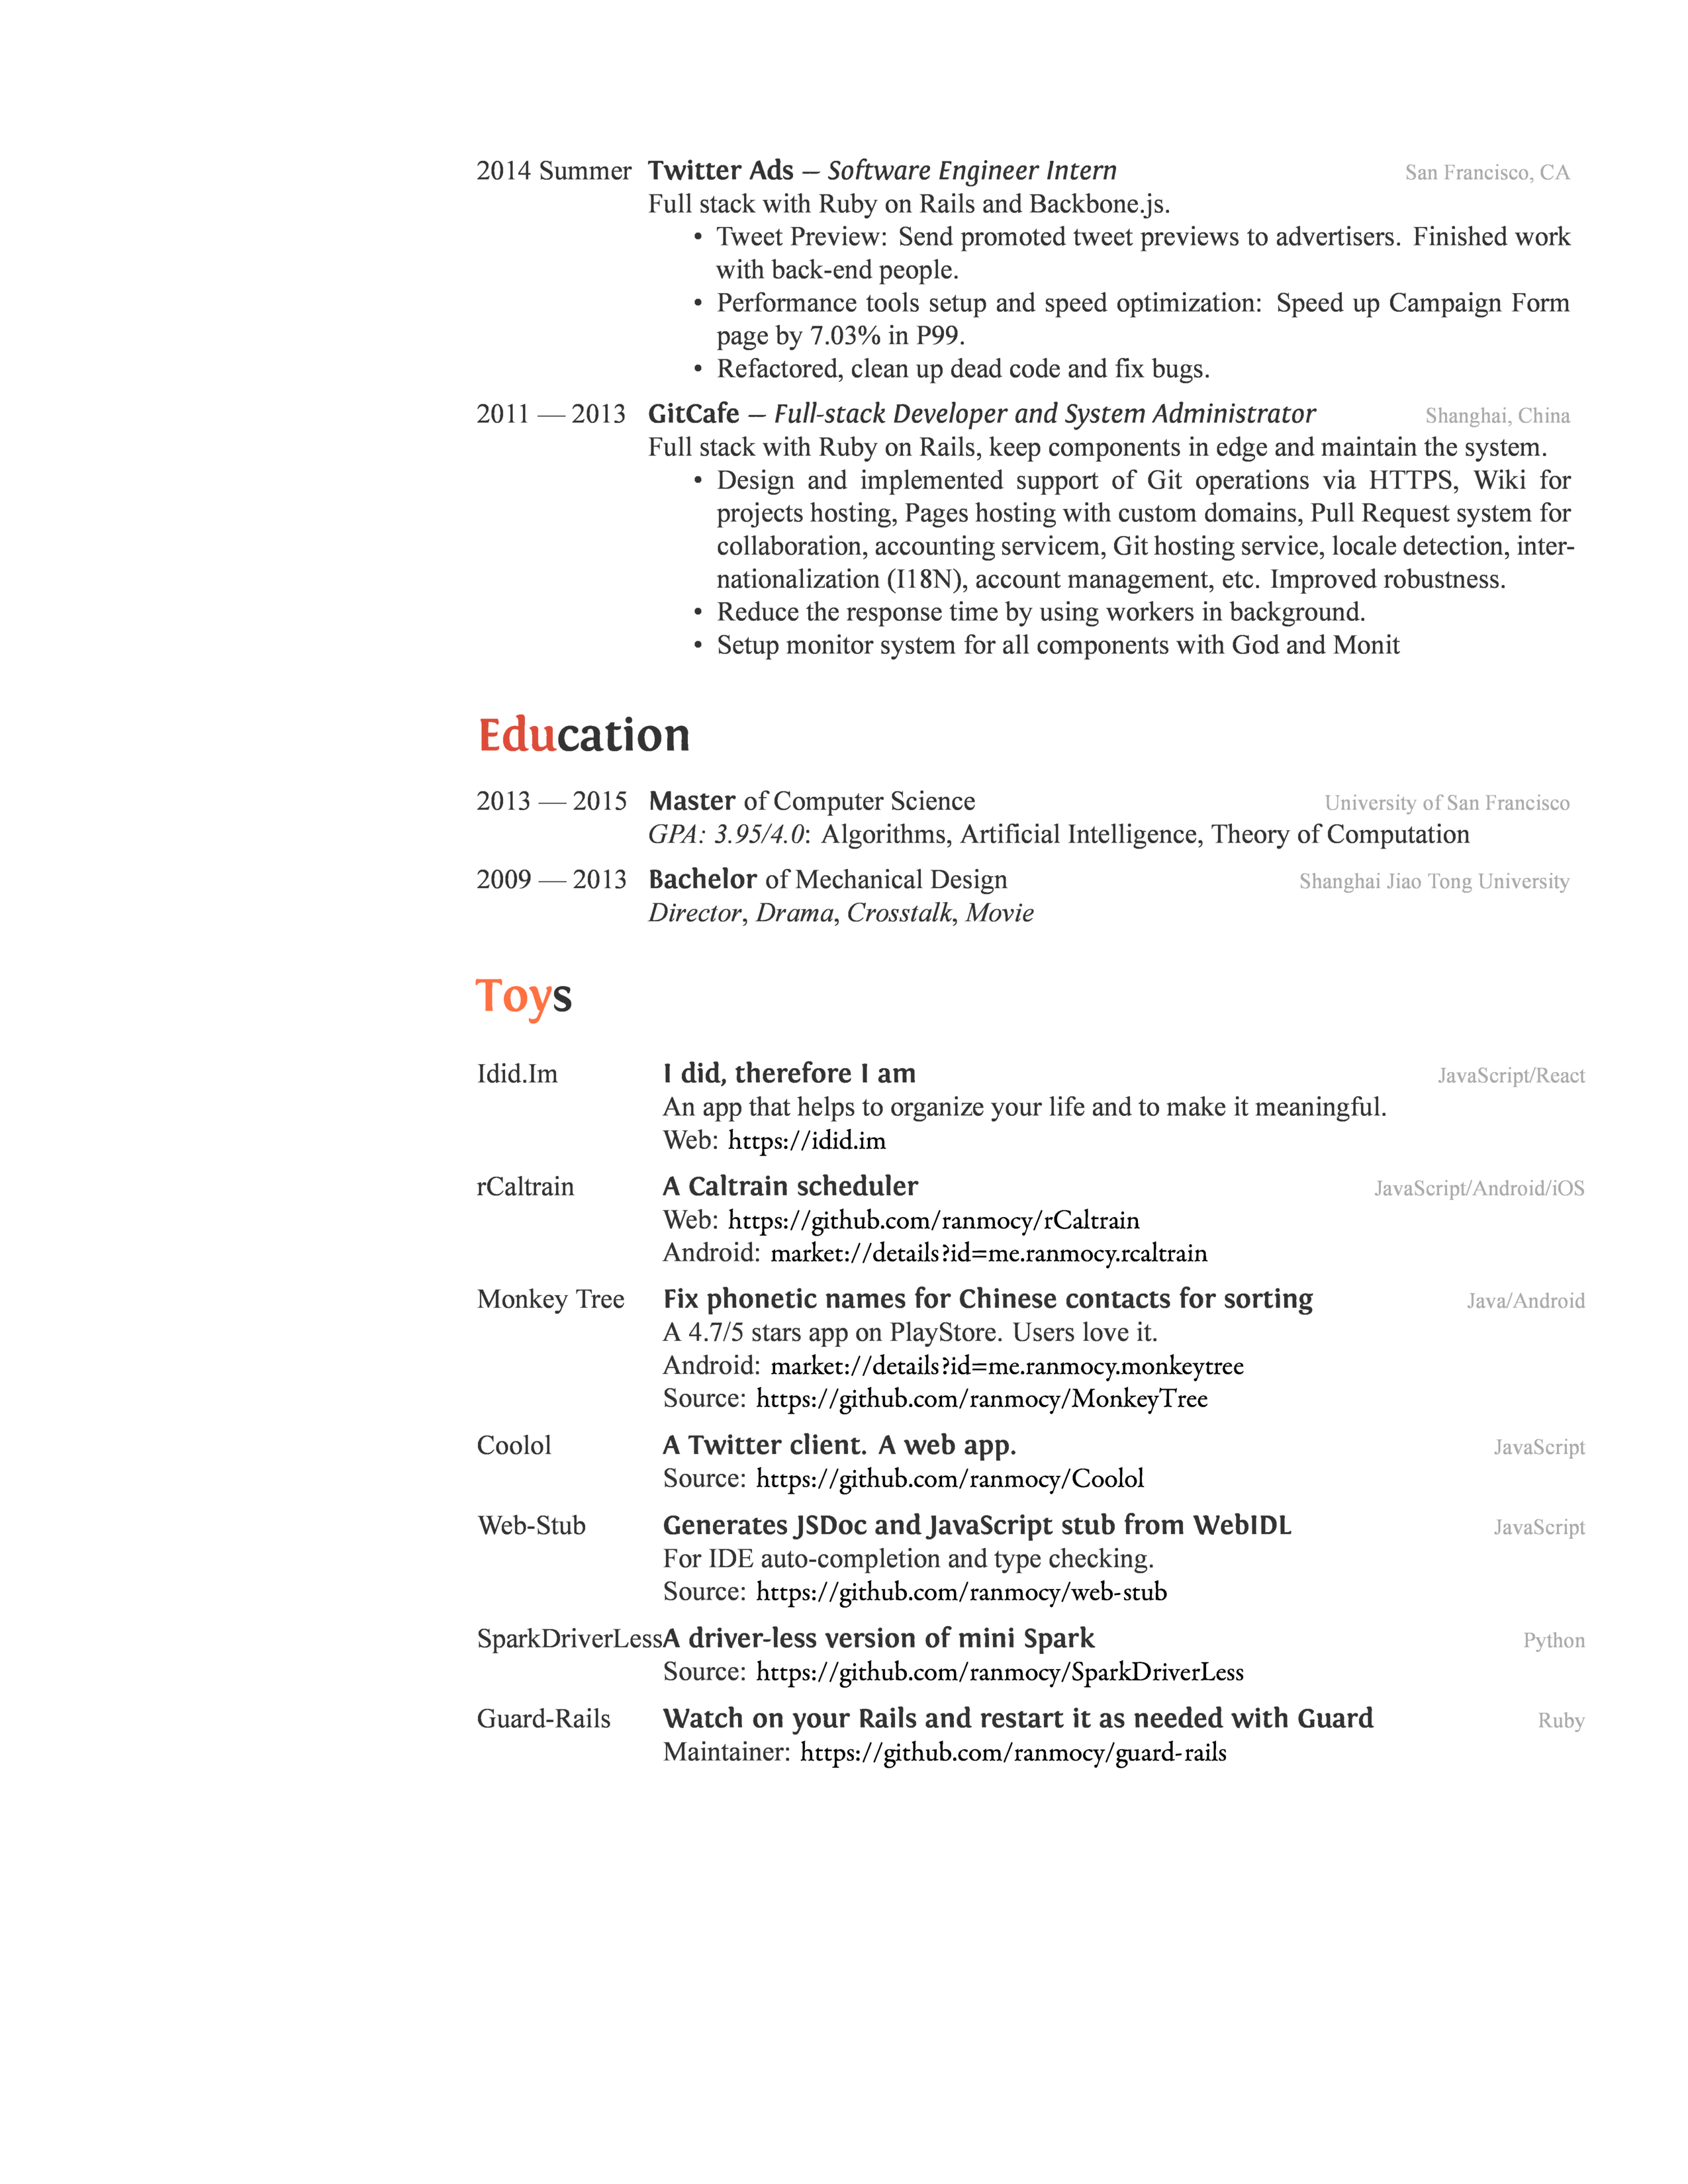 2014 Summer Twitter Ads – Software Engineer Intern San Francisco, CA
Full stack with Ruby on Rails and Backbone.js.
• Tweet Preview: Send promoted tweet previews to advertisers. Finished work
with back-end people.
• Performance tools setup and speed optimization: Speed up Campaign Form
page by 7.03% in P99.
• Refactored, clean up dead code and fix bugs.
2011 — 2013 GitCafe – Full-stack Developer and System Administrator Shanghai, China
Full stack with Ruby on Rails, keep components in edge and maintain the system.
• Design and implemented support of Git operations via HTTPS, Wiki for
projects hosting, Pages hosting with custom domains, Pull Request system for
collaboration, accounting servicem, Git hosting service, locale detection, inter-
nationalization (I18N), account management, etc. Improved robustness.
• Reduce the response time by using workers in background.
• Setup monitor system for all components with God and Monit
Education
2013 — 2015 Master of Computer Science University of San Francisco
GPA: 3.95/4.0: Algorithms, Artificial Intelligence, Theory of Computation
2009 — 2013 Bachelor of Mechanical Design Shanghai Jiao Tong University
Director, Drama, Crosstalk, Movie
Toys
Idid.Im I did, therefore I am JavaScript/React
An app that helps to organize your life and to make it meaningful.
Web: https://idid.im
rCaltrain A Caltrain scheduler JavaScript/Android/iOS
Web: https://github.com/ranmocy/rCaltrain
Android: market://details?id=me.ranmocy.rcaltrain
Monkey Tree Fix phonetic names for Chinese contacts for sorting Java/Android
A 4.7/5 stars app on PlayStore. Users love it.
Android: market://details?id=me.ranmocy.monkeytree
Source: https://github.com/ranmocy/MonkeyTree
Coolol A Twitter client. A web app. JavaScript
Source: https://github.com/ranmocy/Coolol
Web-Stub Generates JSDoc and JavaScript stub from WebIDL JavaScript
For IDE auto-completion and type checking.
Source: https://github.com/ranmocy/web-stub
SparkDriverLess A driver-less version of mini Spark Python
Source: https://github.com/ranmocy/SparkDriverLess
Guard-Rails Watch on your Rails and restart it as needed with Guard Ruby
Maintainer: https://github.com/ranmocy/guard-rails